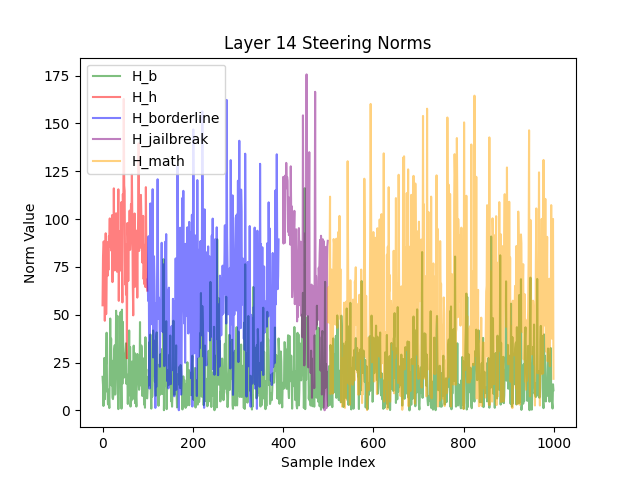 Layer 14 Steering Norms
Norm Value
175
150
125
100
75
50
25
0
H_b
H_h
H_borderline
H_jailbreak
H_math
0
200
400
600
800
1000
Sample Index